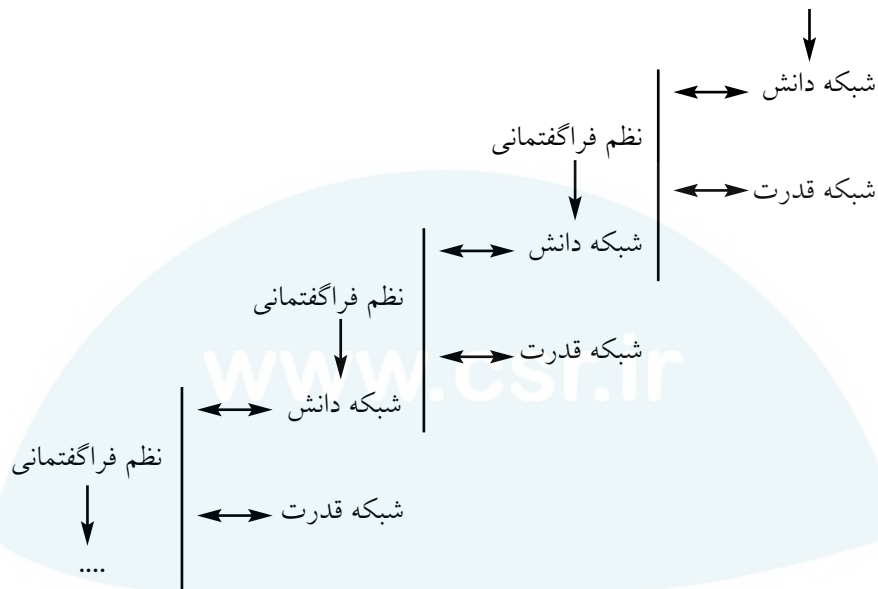 شبکه دانش
نظم فراگفتمانی
شبکه قدرت
شبکه دانش
نظم فراگفتمانی
شبکه قدرت
www.csr.ir
شبکه دانش
نظم فراگفتمانی
شبکه قدرت
....